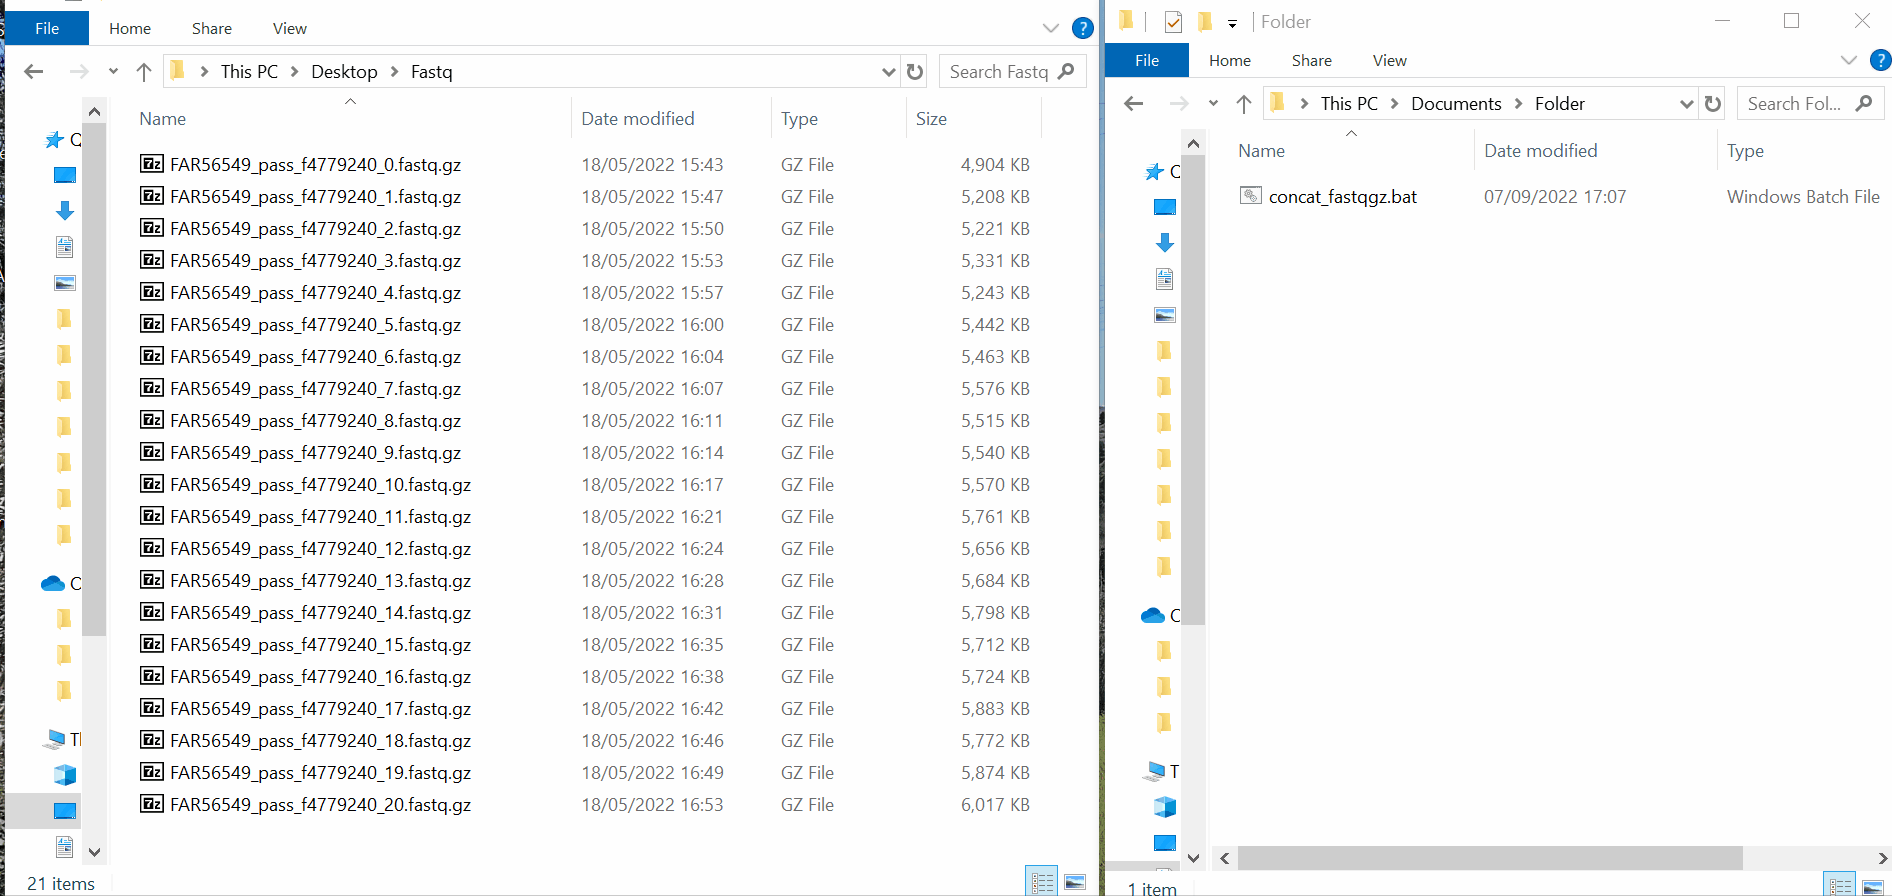 File Home Share View
This PC Desktop Fastq
Search Fastq
Name Date modified Type Size
FAR56549_pass_f4779240_0.fastq.gz 18/05/2022 15:43 GZ File 4,904 KB
FAR56549_pass_f4779240_1.fastq.gz 18/05/2022 15:47 GZ File 5,208 KB
FAR56549_pass_f4779240_2.fastq.gz 18/05/2022 15:50 GZ File 5,221 KB
FAR56549_pass_f4779240_3.fastq.gz 18/05/2022 15:53 GZ File 5,331 KB
FAR56549_pass_f4779240_4.fastq.gz 18/05/2022 15:57 GZ File 5,243 KB
FAR56549_pass_f4779240_5.fastq.gz 18/05/2022 16:00 GZ File 5,442 KB
FAR56549_pass_f4779240_6.fastq.gz 18/05/2022 16:04 GZ File 5,463 KB
FAR56549_pass_f4779240_7.fastq.gz 18/05/2022 16:07 GZ File 5,576 KB
FAR56549_pass_f4779240_8.fastq.gz 18/05/2022 16:11 GZ File 5,515 KB
FAR56549_pass_f4779240_9.fastq.gz 18/05/2022 16:14 GZ File 5,540 KB
FAR56549_pass_f4779240_10.fastq.gz 18/05/2022 16:17 GZ File 5,570 KB
FAR56549_pass_f4779240_11.fastq.gz 18/05/2022 16:21 GZ File 5,761 KB
FAR56549_pass_f4779240_12.fastq.gz 18/05/2022 16:24 GZ File 5,656 KB
FAR56549_pass_f4779240_13.fastq.gz 18/05/2022 16:28 GZ File 5,684 KB
FAR56549_pass_f4779240_14.fastq.gz 18/05/2022 16:31 GZ File 5,798 KB
FAR56549_pass_f4779240_15.fastq.gz 18/05/2022 16:35 GZ File 5,712 KB
FAR56549_pass_f4779240_16.fastq.gz 18/05/2022 16:38 GZ File 5,724 KB
FAR56549_pass_f4779240_17.fastq.gz 18/05/2022 16:42 GZ File 5,883 KB
FAR56549_pass_f4779240_18.fastq.gz 18/05/2022 16:46 GZ File 5,772 KB
FAR56549_pass_f4779240_19.fastq.gz 18/05/2022 16:49 GZ File 5,874 KB
FAR56549_pass_f4779240_20.fastq.gz 18/05/2022 16:53 GZ File 6,017 KB
21 items
Folder
File Home Share View
This PC Documents Folder
Search Fol...
Name Date modified Type
concat_fastqgz.bat 07/09/2022 17:07 Windows Batch File
1 item